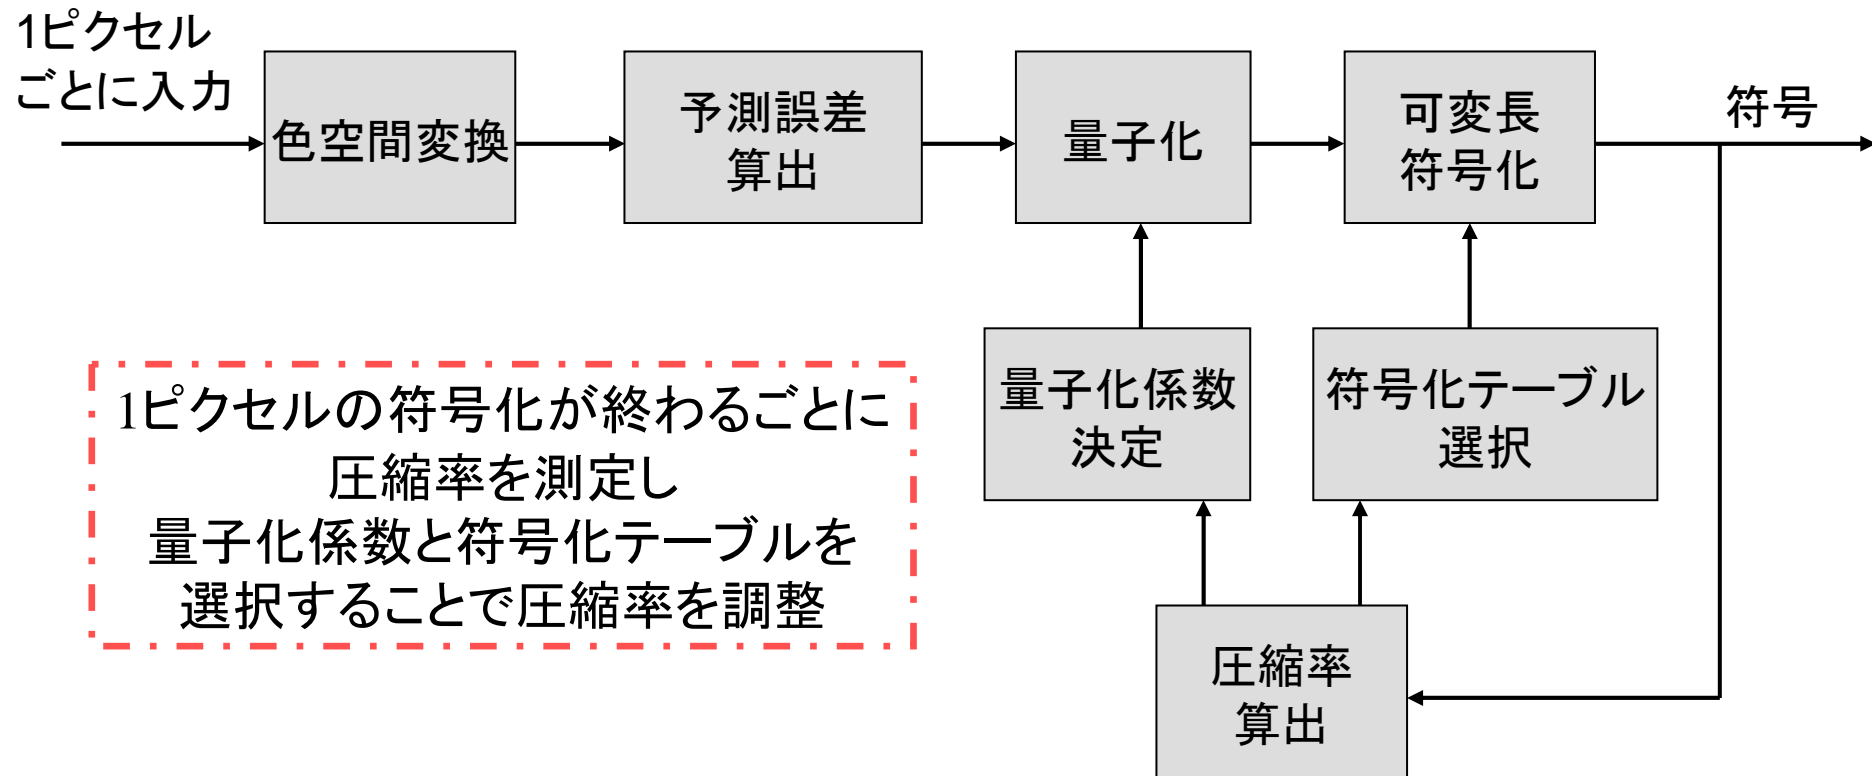 1ピクセル
ごとに入力
色空間変換
予測誤差
算出
量子化
可変長
符号化
符号
量子化係数
決定
符号化テーブル
選択
1ピクセルの符号化が終わるごとに
圧縮率を測定し
量子化係数と符号化テーブルを
選択することで圧縮率を調整
圧縮率
算出